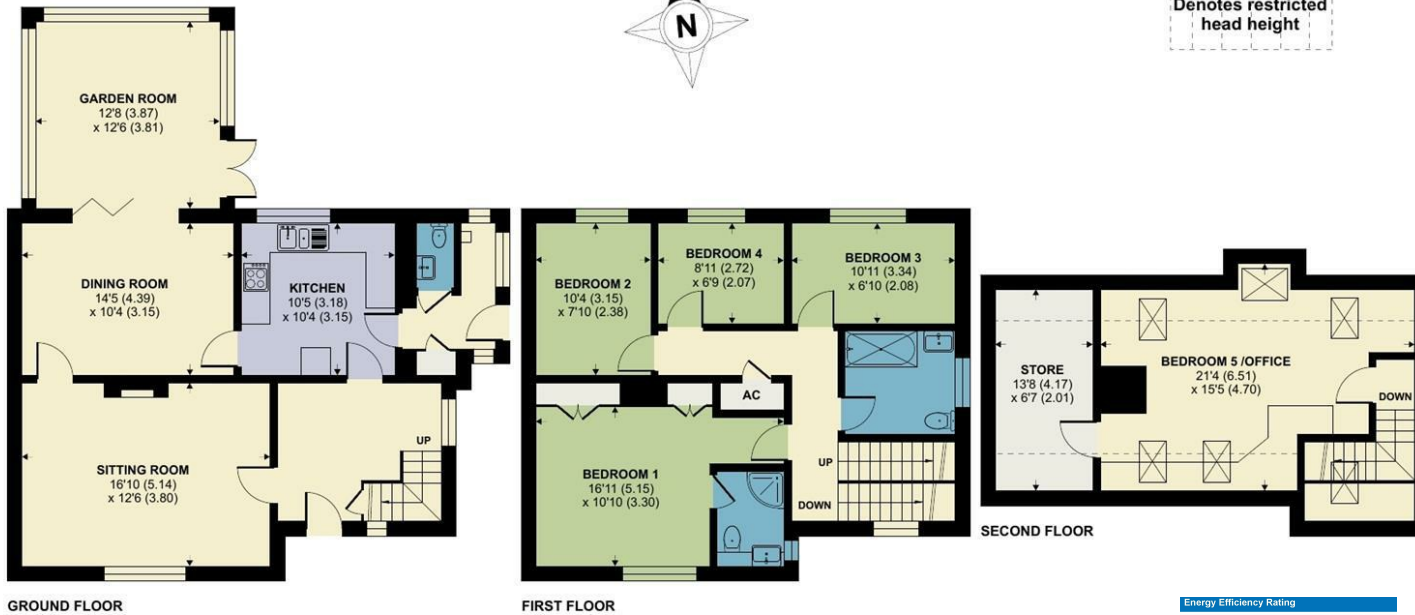 N
Denotes restricted
head height
GARDEN ROOM
12'8 (3.87)
x 12'6 (3.81)
DINING ROOM
14'5 (4.39)
x 10'4 (3.15)
KITCHEN
10'5 (3.18)
x 10'4 (3.15)
SITTING ROOM
16'10 (5.14)
x 12'6 (3.80)
UP
GROUND FLOOR
BEDROOM 2
10'4 (3.15)
x 7'10 (2.38)
BEDROOM 4
8'11 (2.72)
x 6'9 (2.07)
BEDROOM 3
10'11 (3.34)
x 6'10 (2.08)
AC
BEDROOM 1
16'11 (5.15)
x 10'10 (3.30)
UP
DOWN
FIRST FLOOR
STORE
13'8 (4.17)
x 6'7 (2.01)
BEDROOM 5 /OFFICE
21'4 (6.51)
x 15'5 (4.70)
DOWN
SECOND FLOOR
Energy Efficiency Rating